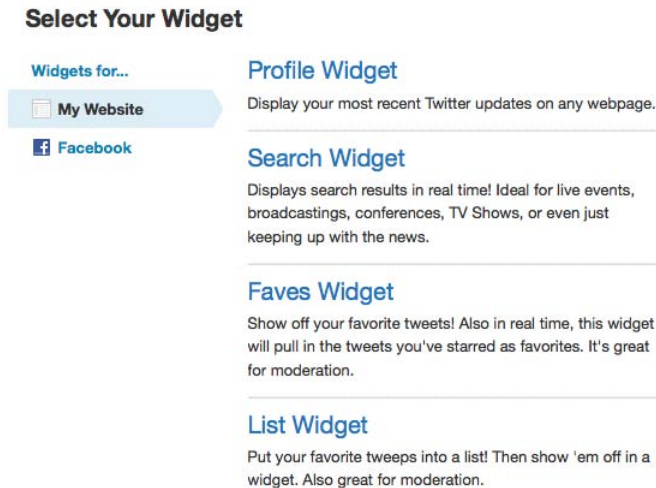 Select Your Widget
Widgets for...
My Website
Facebook
Profile Widget
Display your most recent Twitter updates on any webpage.
Search Widget
Displays search results in real time! Ideal for live events,
broadcastings, conferences, TV Shows, or even just
keeping up with the news.
Faves Widget
Show off your favorite tweets! Also in real time, this widget
will pull in the tweets you've starred as favorites. It's great
for moderation.
List Widget
Put your favorite tweeps into a list! Then show 'em off in a
widget. Also great for moderation.